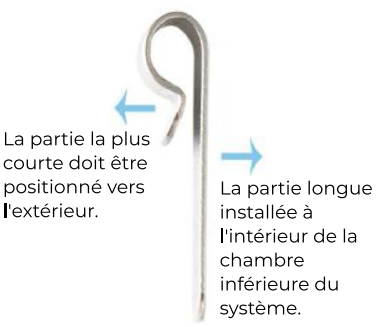 La partie la plus
courte doit être
positionné vers
l'extérieur.
La partie longue
installée à
l'intérieur de la
chambre
inférieure du
système.